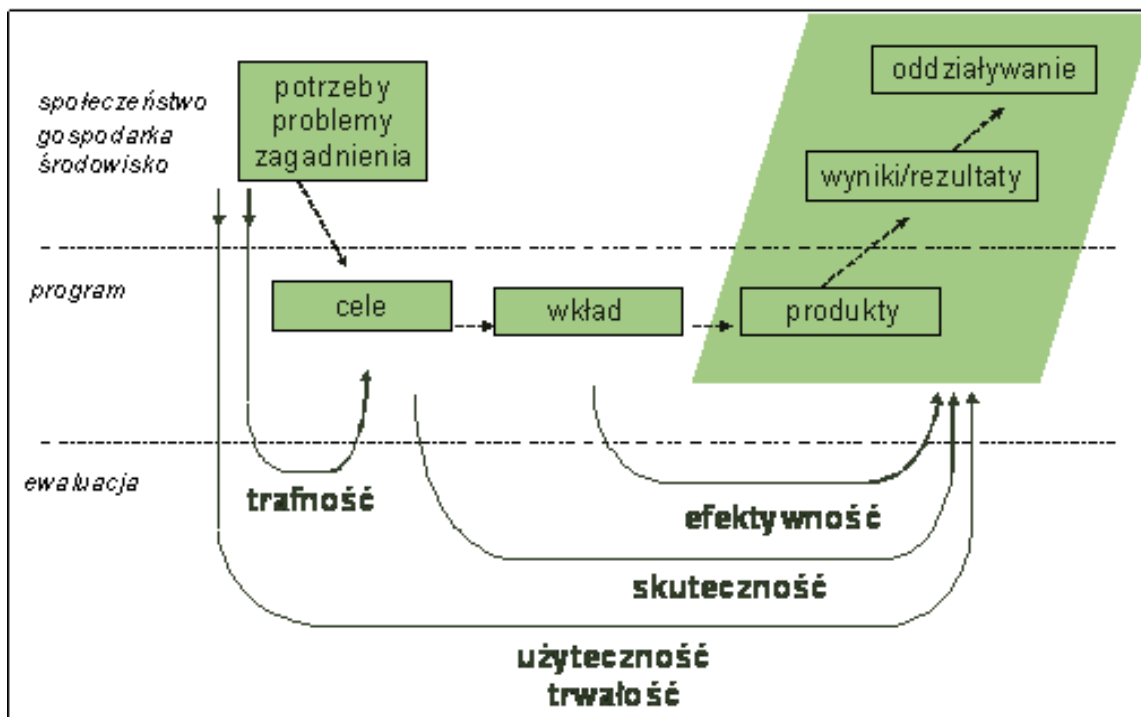 społeczeństwo
gospodarka
środowisko
potrzeby
problemy
zagadnienia
oddziaływanie
wyniki/rezultaty
program
cele
wkład
produkty
ewaluacja
trafność
efektywność
skuteczność
użyteczność
trwałość